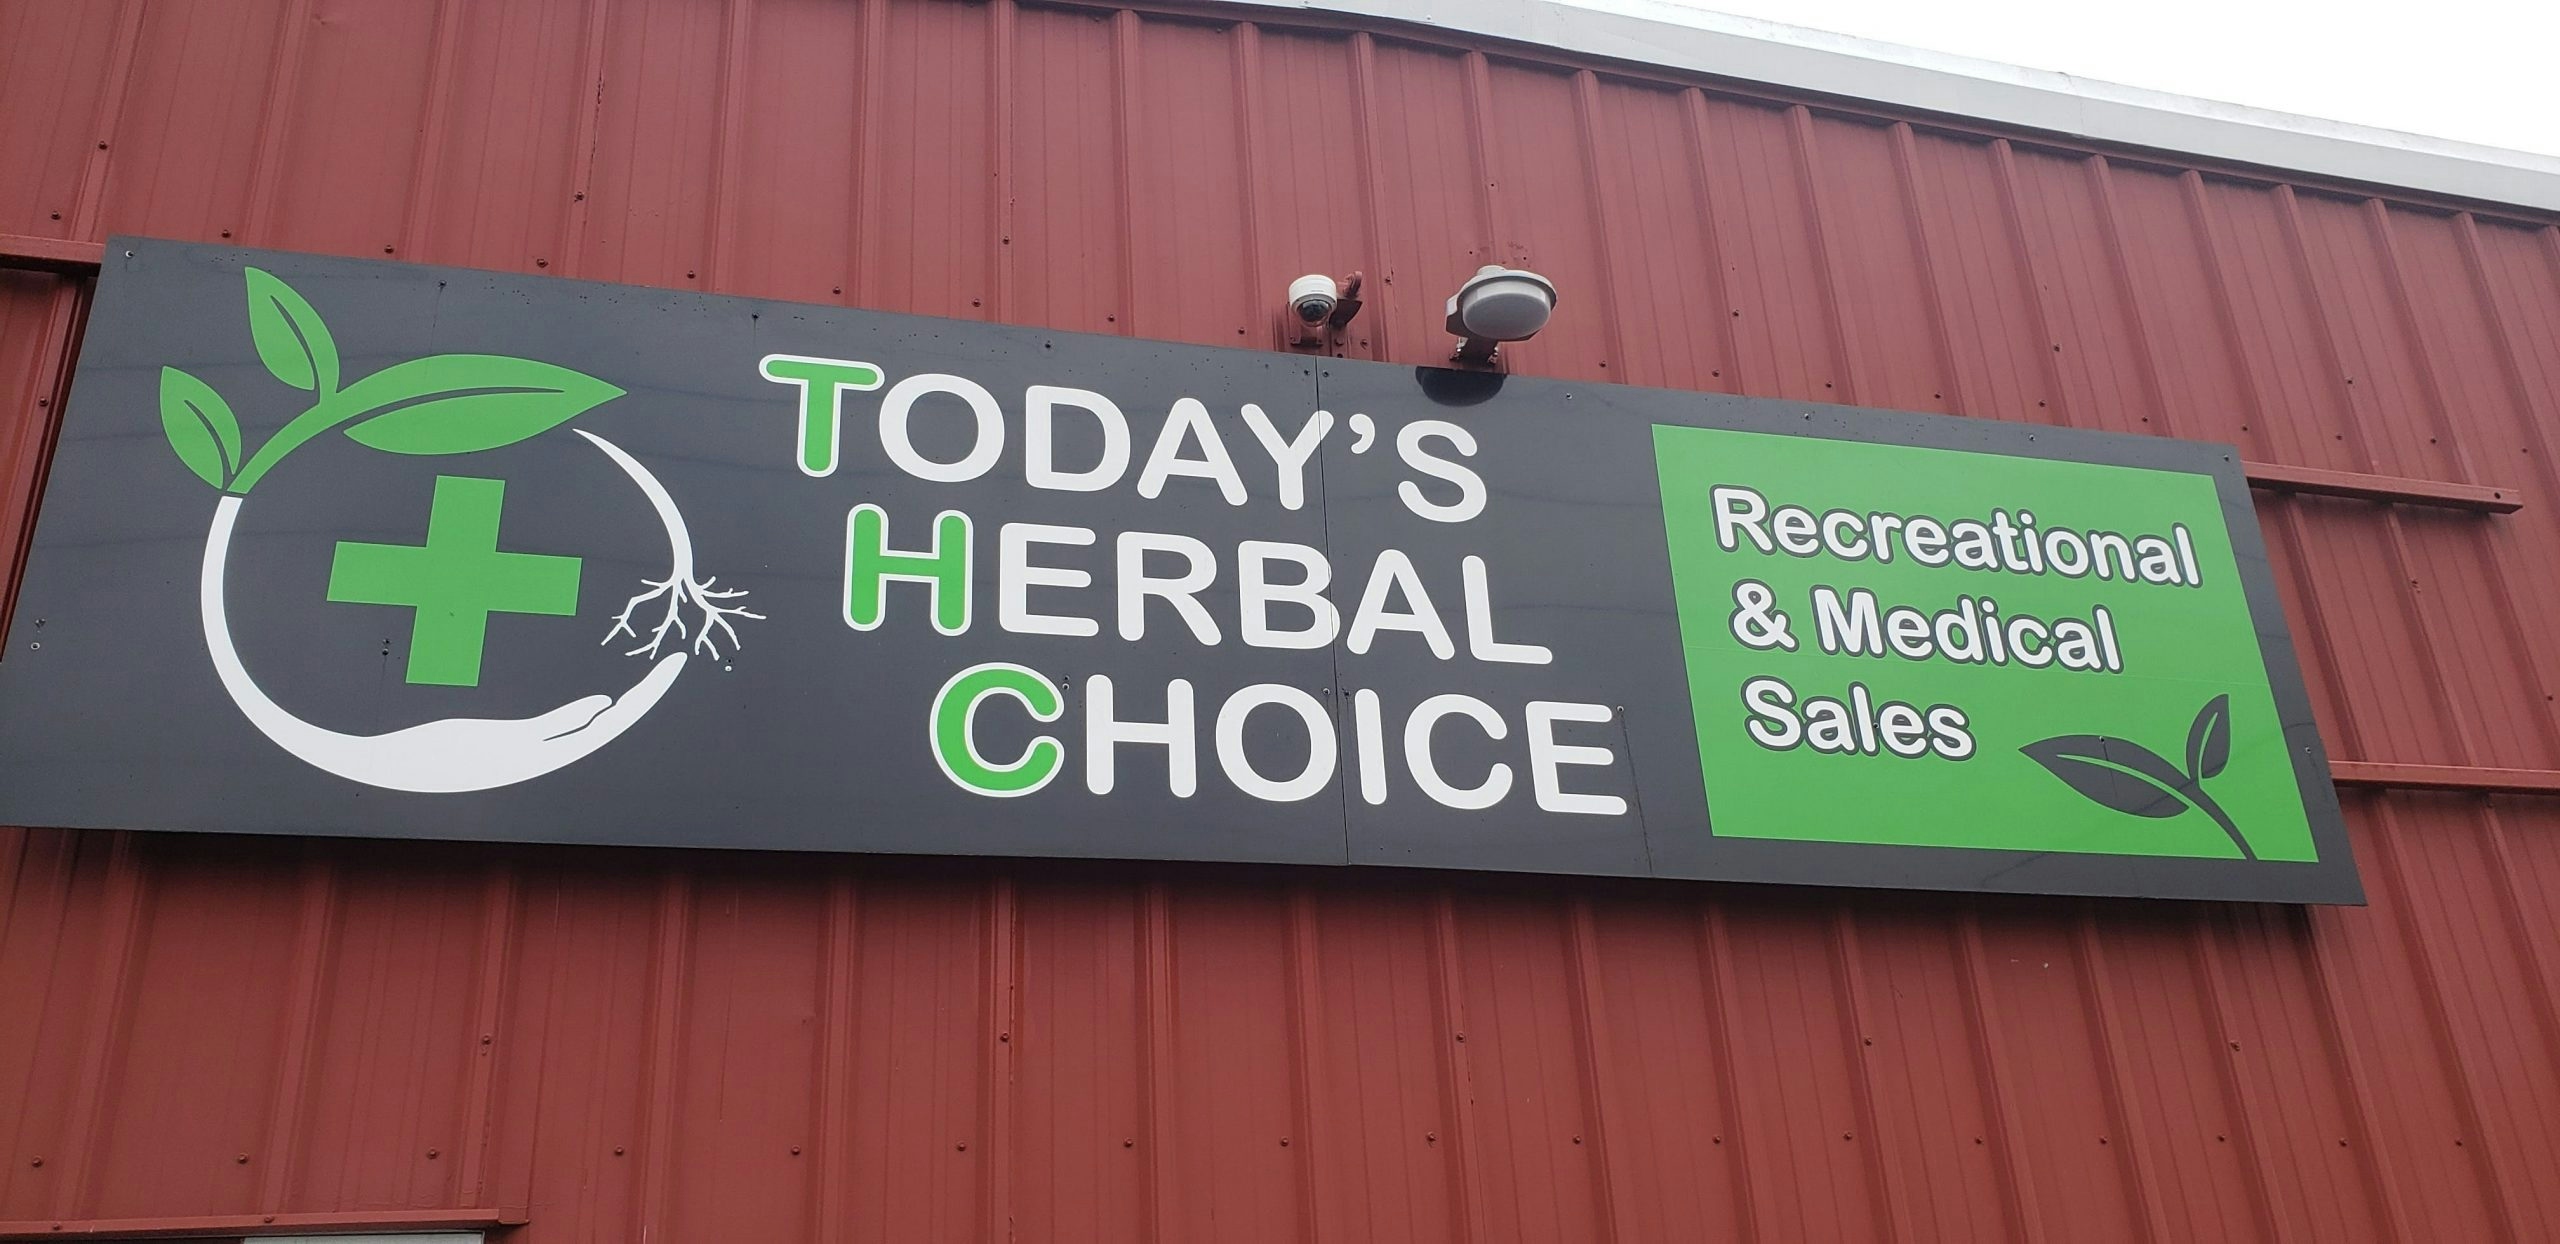 TODAY'S
HERBAL
CHOICE
Recreational
& Medical
Sales